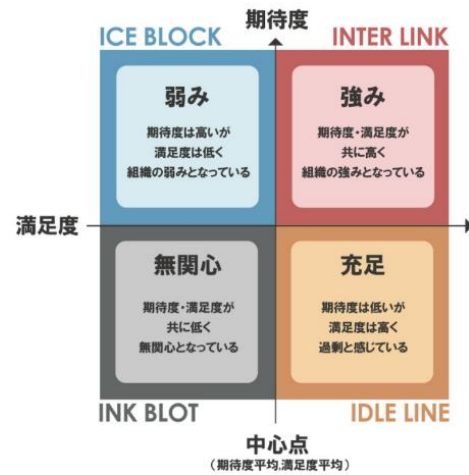 期待度
ICE BLOCK
INTER LINK
弱み
期待度は高いが
満足度は低く
組織の弱みとなっている
強み
期待度・満足度が
共に高く
組織の強みとなっている
満足度
無関心
期待度・満足度が
共に低く
無関心となっている
充足
期待度は低いが
満足度は高く
過剰と感じている
INK BLOT
IDLE LINE
中心点
（期待度平均,満足度平均）